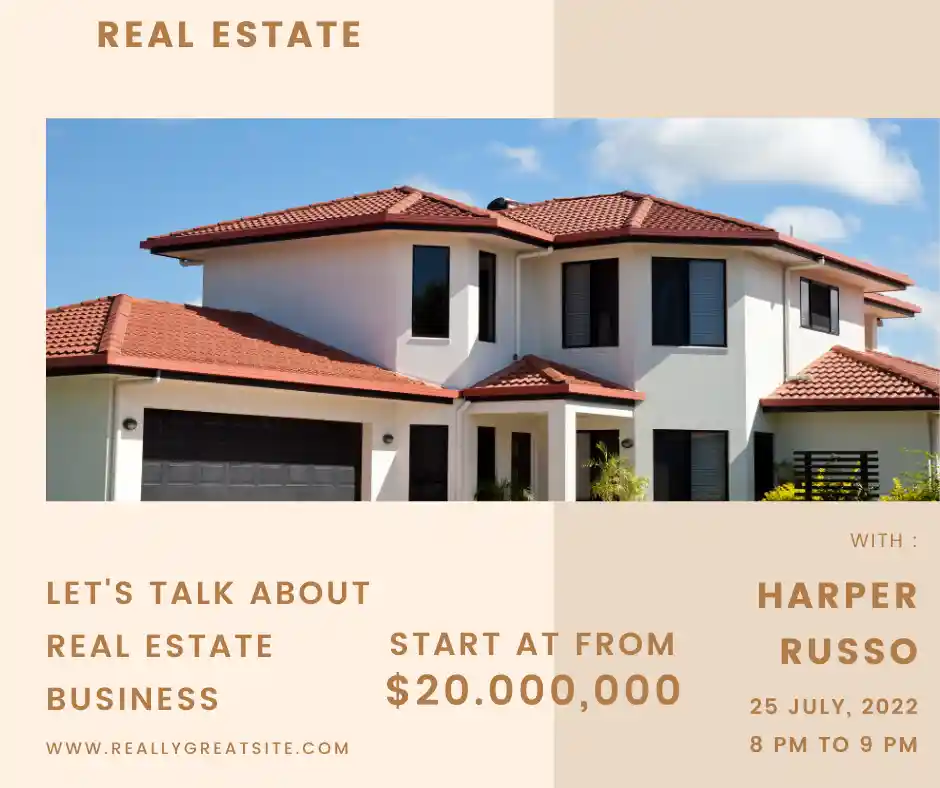 REAL ESTATE
LET'S TALK ABOUT
REAL ESTATE
BUSINESS
WWW.REALLYGREATSITE.COM
START AT FROM
$20.000,000
WITH :
HARPER
RUSSO
25 JULY, 2022
8 PM TO 9 PM